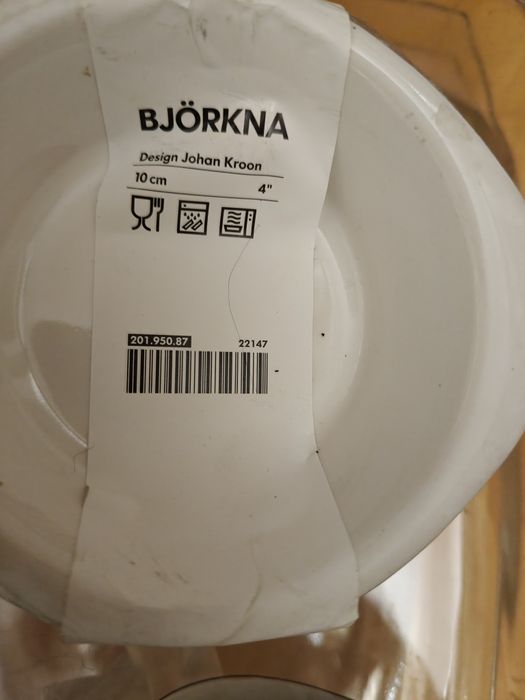 BJÖRKNA
Design Johan Kroon
10 cm 4"
201.950.87 22147